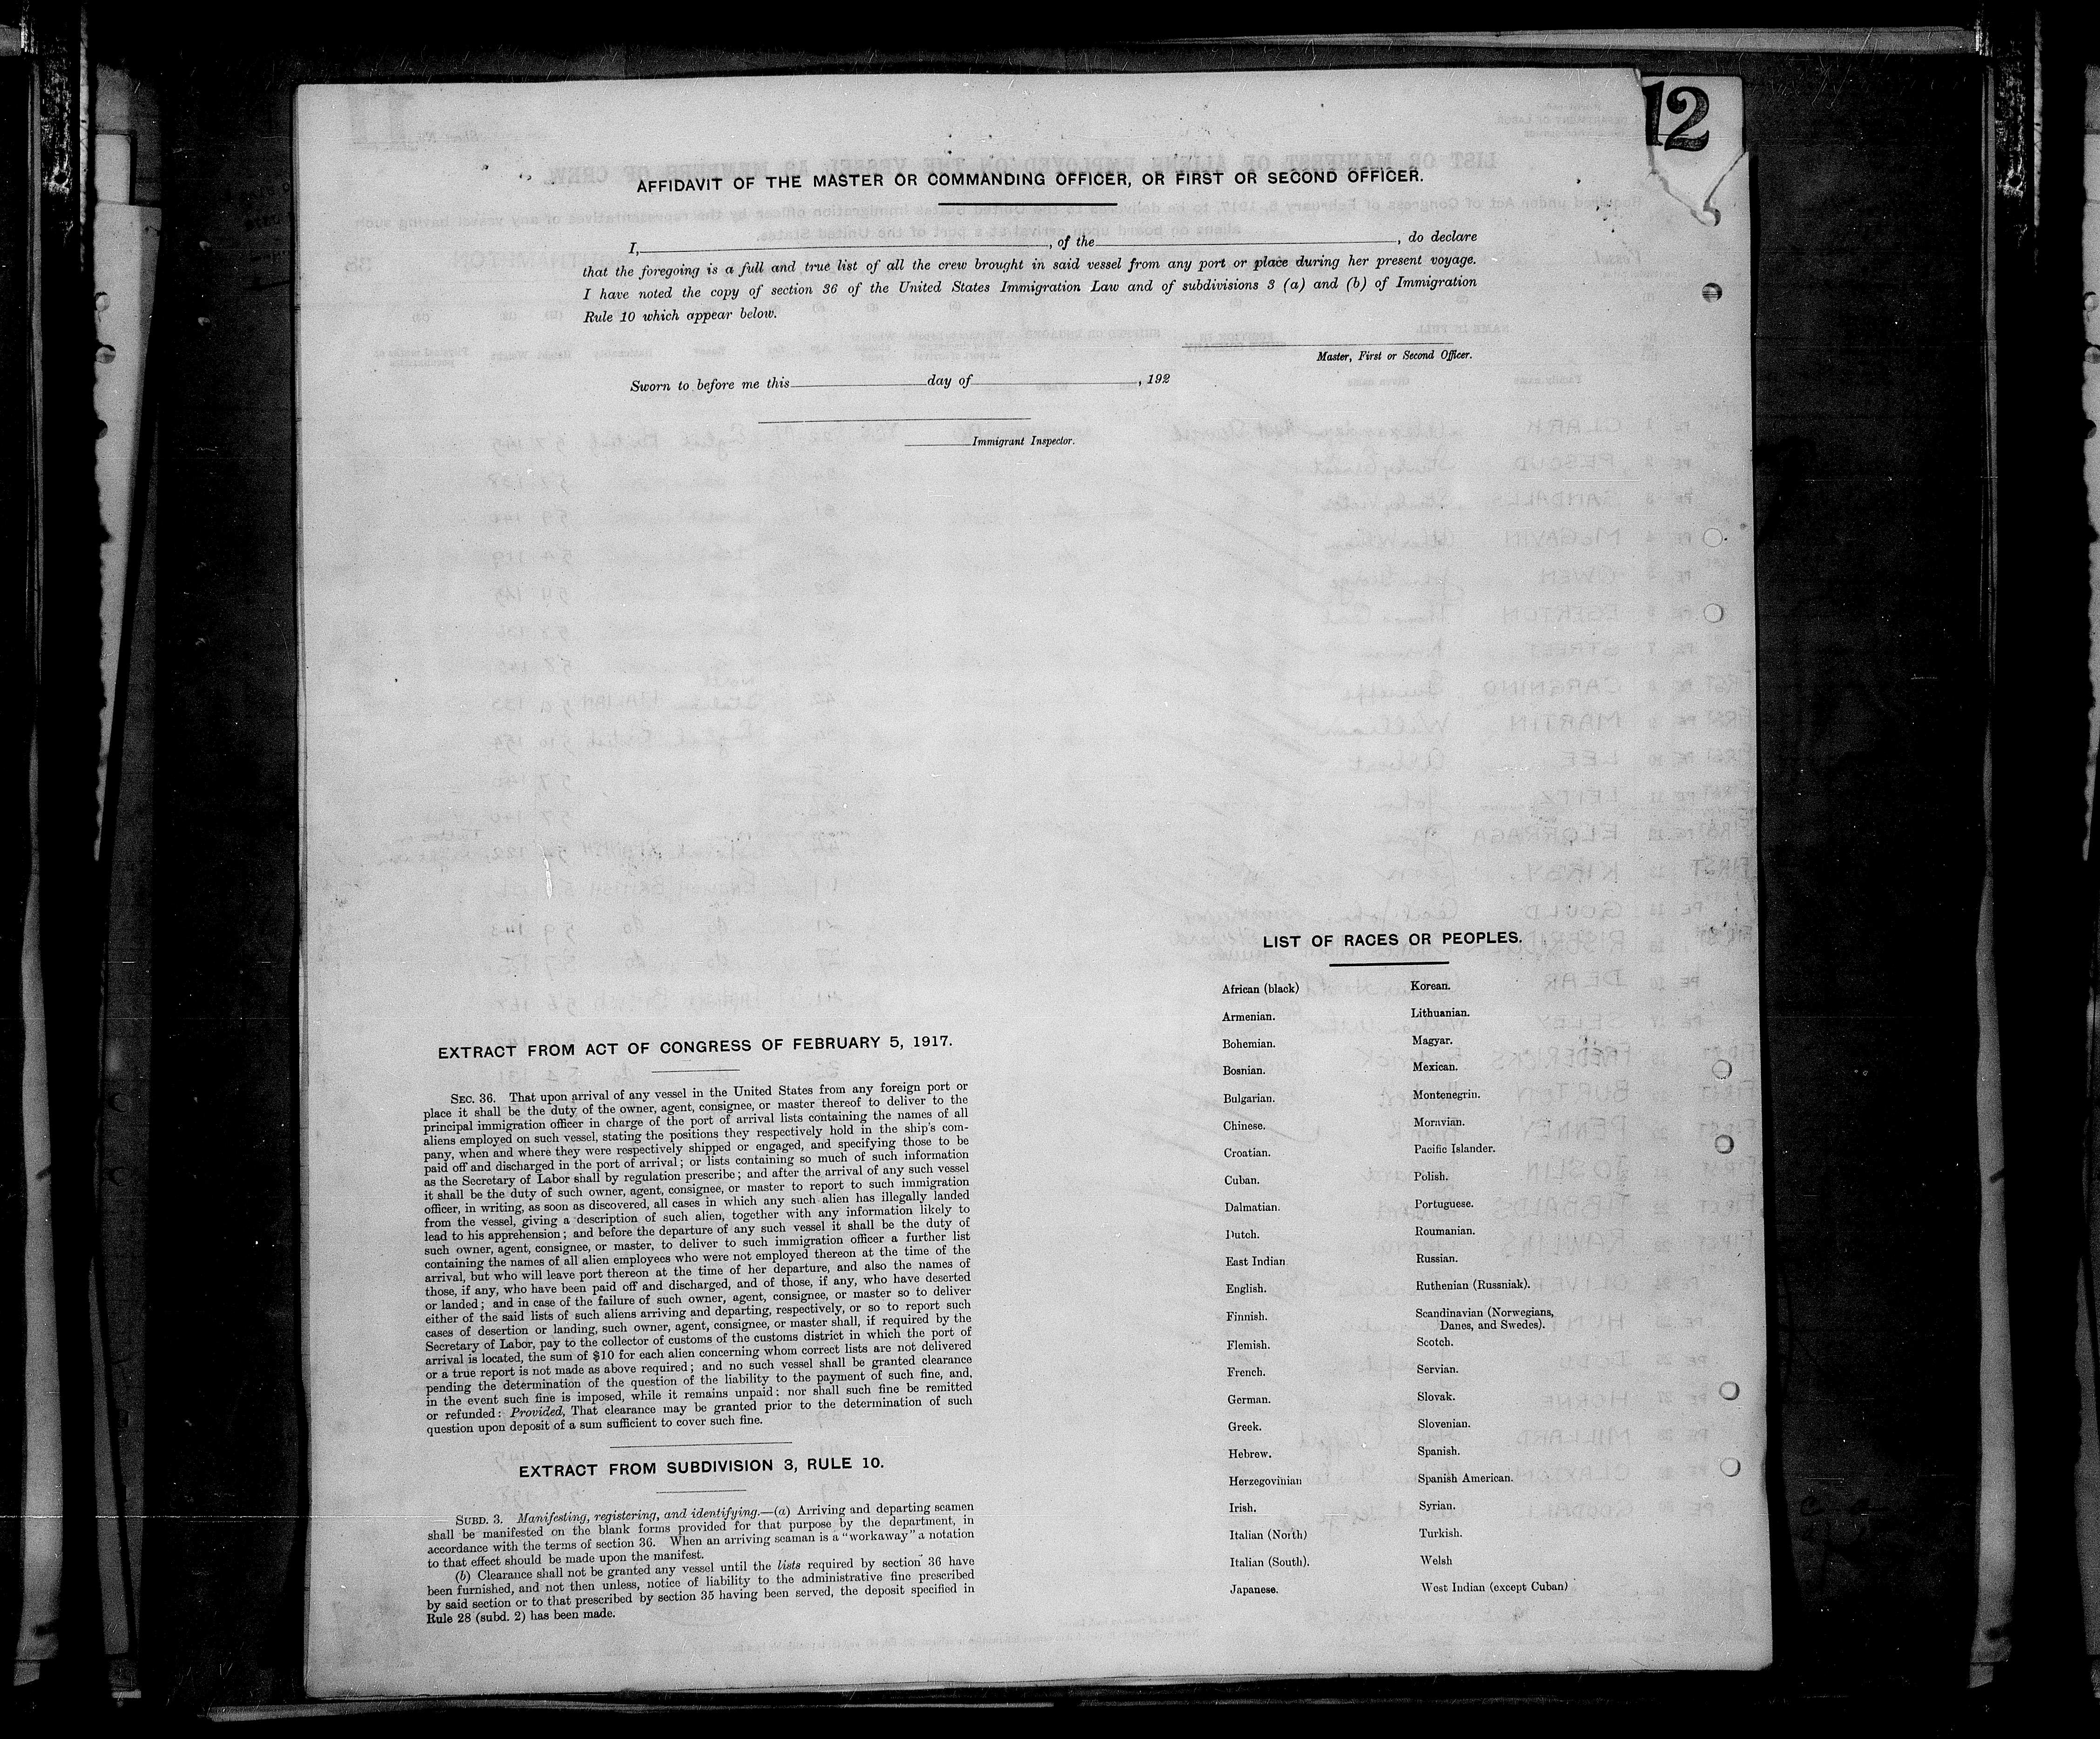 12
AFFIDAVIT OF THE MASTER OR COMMANDING OFFICER, OR FIRST OR SECOND OFFICER.
I, , of the , do declare
that the foregoing is a full and true list of all the crew brought in said vessel from any port or place during her present voyage.
I have noted the copy of section 36 of the United States Immigration Law and of subdivisions 3 (a) and (b) of Immigration
Rule 10 which appear below.
Master, First or Second Officer.
Sworn to before me this day of , 192
Immigrant Inspector.
EXTRACT FROM ACT OF CONGRESS OF FEBRUARY 5, 1917.
SEC. 36. That upon arrival of any vessel in the United States from any foreign port or
place it shall be the duty of the owner, agent, consignee, or master thereof to deliver to the
principal immigration officer in charge of the port of arrival lists containing the names of all
aliens employed on such vessel, stating the positions they respectively hold in the ship's com-
pany, when and where they were respectively shipped or engaged, and specifying those to be
paid off and discharged in the port of arrival; or lists containing so much of such information
as the Secretary of Labor shall by regulation prescribe; and after the arrival of any such vessel
it shall be the duty of such owner, agent, consignee, or master to report to such immigration
officer, in writing, as soon as discovered, all cases in which any such alien has illegally landed
from the vessel, giving a description of such alien, together with any information likely to
lead to his apprehension; and before the departure of any such vessel it shall be the duty of
such owner, agent, consignee, or master, to deliver to such immigration officer a further list
containing the names of all alien employees who were not employed thereon at the time of the
arrival, but who will leave port thereon at the time of her departure, and also the names of
those, if any, who have been paid off and discharged, and of those, if any, who have deserted
or landed; and in case of the failure of such owner, agent, consignee, or master so to deliver
either of the said lists of such aliens arriving and departing, respectively, or so to report such
cases of desertion or landing, such owner, agent, consignee, or master shall, if required by the
Secretary of Labor, pay to the collector of customs of the customs district in which the port of
arrival is located, the sum of $10 for each alien concerning whom correct lists are not delivered
or a true report is not made as above required; and no such vessel shall be granted clearance
pending the determination of the question of the liability to the payment of such fine, and,
in the event such fine is imposed, while it remains unpaid; nor shall such fine be remitted
or refunded: Provided, That clearance may be granted prior to the determination of such
question upon deposit of a sum sufficient to cover such fine.
EXTRACT FROM SUBDIVISION 3, RULE 10.
SUBD. 3. Manifesting, registering, and identifying.—(a) Arriving and departing seamen
shall be manifested on the blank forms provided for that purpose by the department, in
accordance with the terms of section 36. When an arriving seaman is a "workaway" a notation
to that effect should be made upon the manifest.
(b) Clearance shall not be granted any vessel until the lists required by section 36 have
been furnished, and not then unless, notice of liability to the administrative fine prescribed
by said section or to that prescribed by section 35 having been served, the deposit specified in
Rule 28 (subd. 2) has been made.
LIST OF RACES OR PEOPLES.
African (black)
Armenian.
Bohemian.
Bosnian.
Bulgarian.
Chinese.
Croatian.
Cuban.
Dalmatian.
Dutch.
East Indian
English.
Finnish.
Flemish.
French.
German.
Greek.
Hebrew.
Herzegovinian
Irish.
Italian (North)
Italian (South).
Japanese.
Korean.
Lithuanian.
Magyar.
Mexican.
Montenegrin.
Moravian.
Pacific Islander.
Polish.
Portuguese.
Roumanian.
Russian.
Ruthenian (Russniak).
Scandinavian (Norwegians,
Danes, and Swedes).
Scotch.
Servian.
Slovak.
Slovenian.
Spanish.
Spanish American.
Syrian.
Turkish.
Welsh
West Indian (except Cuban)